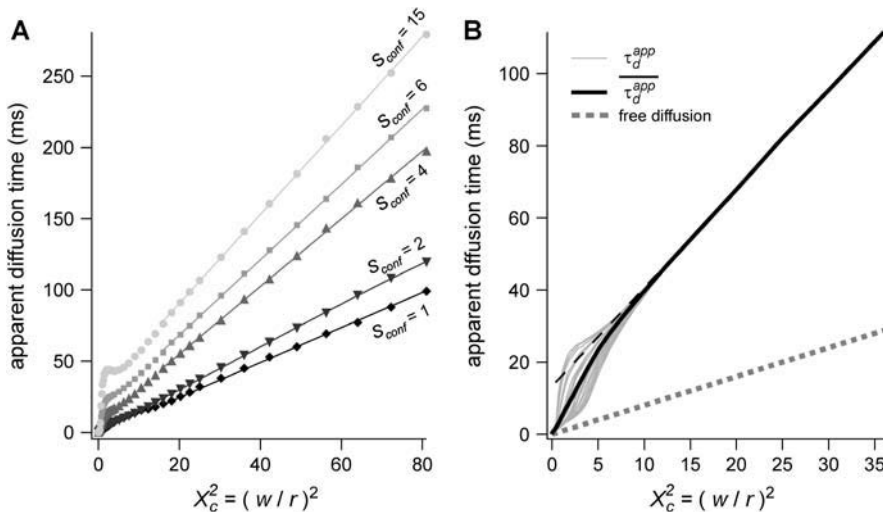 A
apparent diffusion time (ms)
250
200
150
100
50
0
0
20
40
60
80
X_c^2 = ( w / r )^2
S_conf = 15
S_conf = 6
S_conf = 4
S_conf = 2
S_conf = 1
B
apparent diffusion time (ms)
100
80
60
40
20
0
0
5
10
15
20
25
30
35
X_c^2 = ( w / r )^2
τ_d^app
τ_d^app
free diffusion